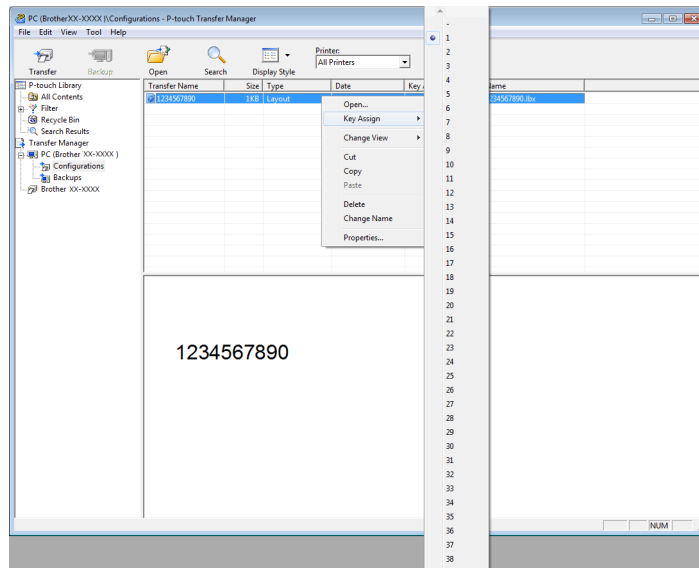 PC (BrotherXX-XXXX )\Configurations - P-touch Transfer Manager
File Edit View Tool Help
Transfer Backup Open Search Display Style
Printer:
All Printers
P-touch Library
All Contents
Filter
Recycle Bin
Search Results
Transfer Manager
PC (Brother XX-XXXX )
Configurations
Backups
Brother XX-XXXX
Transfer Name Size Type Date Key
1234567890 1KB Layout 234567890.lbx
Open...
Key Assign
Change View
Cut
Copy
Paste
Delete
Change Name
Properties...
-
1
2
3
4
5
6
7
8
9
10
11
12
13
14
15
16
17
18
19
20
21
22
23
24
25
26
27
28
29
30
31
32
33
34
35
36
37
38
1234567890
NUM